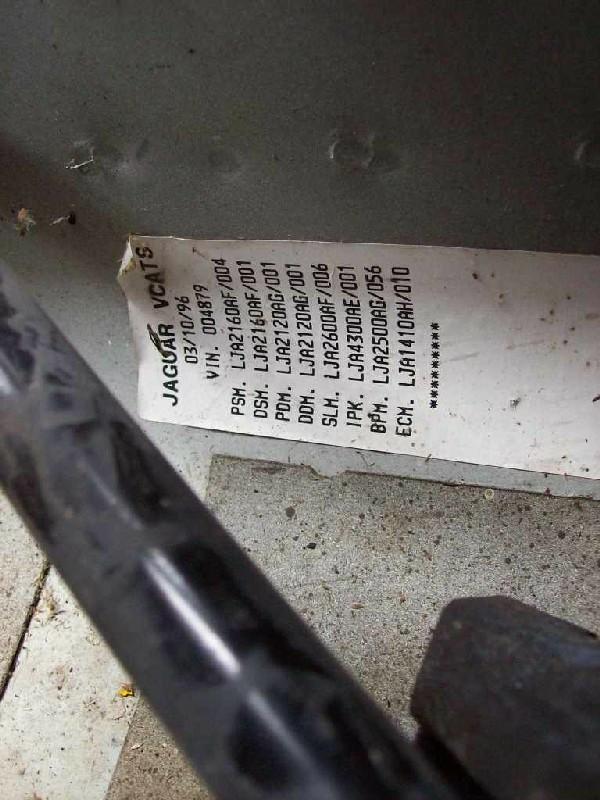 JAGUAR VCATS
03/10/96
VIN. 004879
PSM. LJA2160AF/004
DSM. LJA2160AF/001
PDM. LJA2120AG/001
DDM. LJA2120AG/001
SLM. LJA2600AF/006
IPK. LJA4300AE/001
BPM. LJA2500AG/056
ECM. LJA1410AH/010
**********